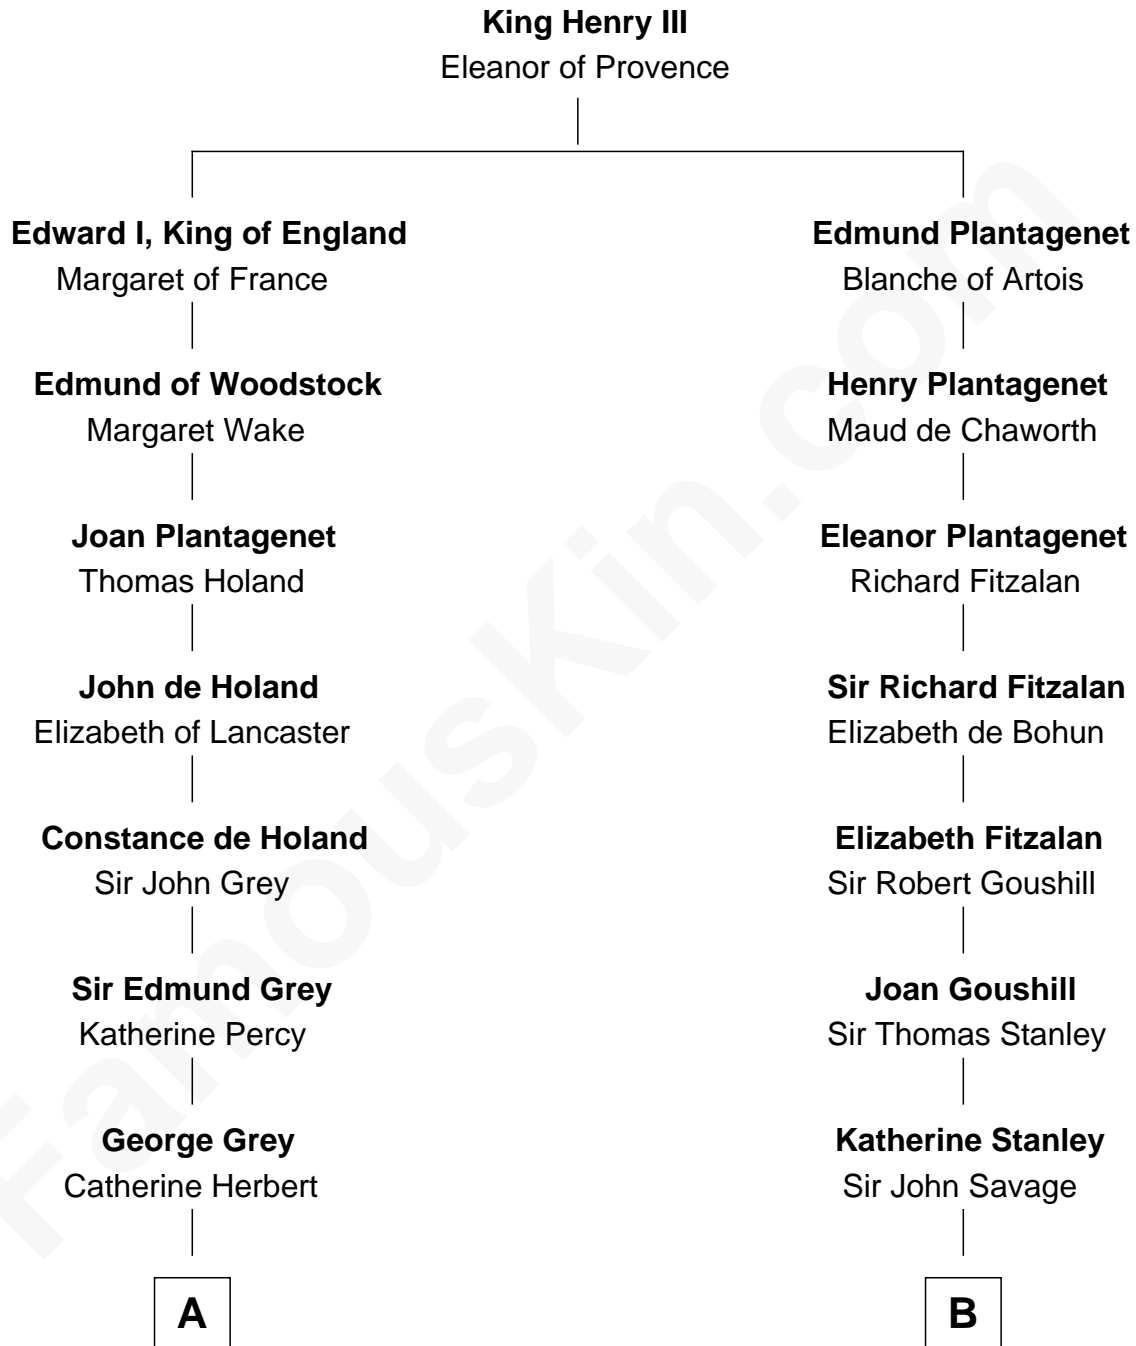 King Henry III
Eleanor of Provence
Edward I, King of England
Margaret of France
Edmund Plantagenet
Blanche of Artois
Edmund of Woodstock
Margaret Wake
Henry Plantagenet
Maud de Chaworth
Joan Plantagenet
Thomas Holand
Eleanor Plantagenet
Richard Fitzalan
John de Holand
Elizabeth of Lancaster
Sir Richard Fitzalan
Elizabeth de Bohun
Constance de Holand
Sir John Grey
Elizabeth Fitzalan
Sir Robert Goushill
Sir Edmund Grey
Katherine Percy
Joan Goushill
Sir Thomas Stanley
George Grey
Catherine Herbert
Katherine Stanley
Sir John Savage
A
B
FamousKin.com